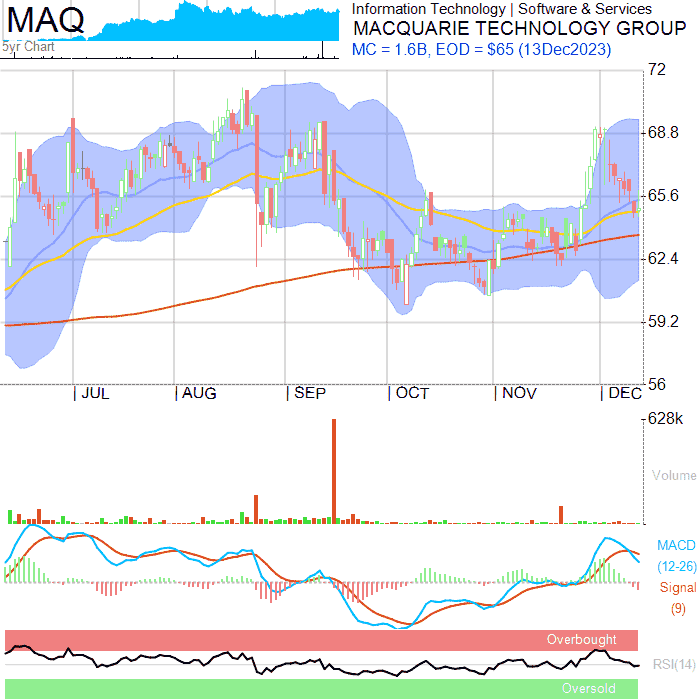 MAQ
5yr Chart
Information Technology | Software & Services
MACQUARIE TECHNOLOGY GROUP
MC = 1.6B, EOD = $65 (13Dec2023)
72
68.8
65.6
62.4
59.2
56
| JUL
| AUG
| SEP
| OCT
| NOV
| DEC
628k
Volume
MACD
(12-26)
Signal
(9)
Overbought
RSI(14)
Oversold